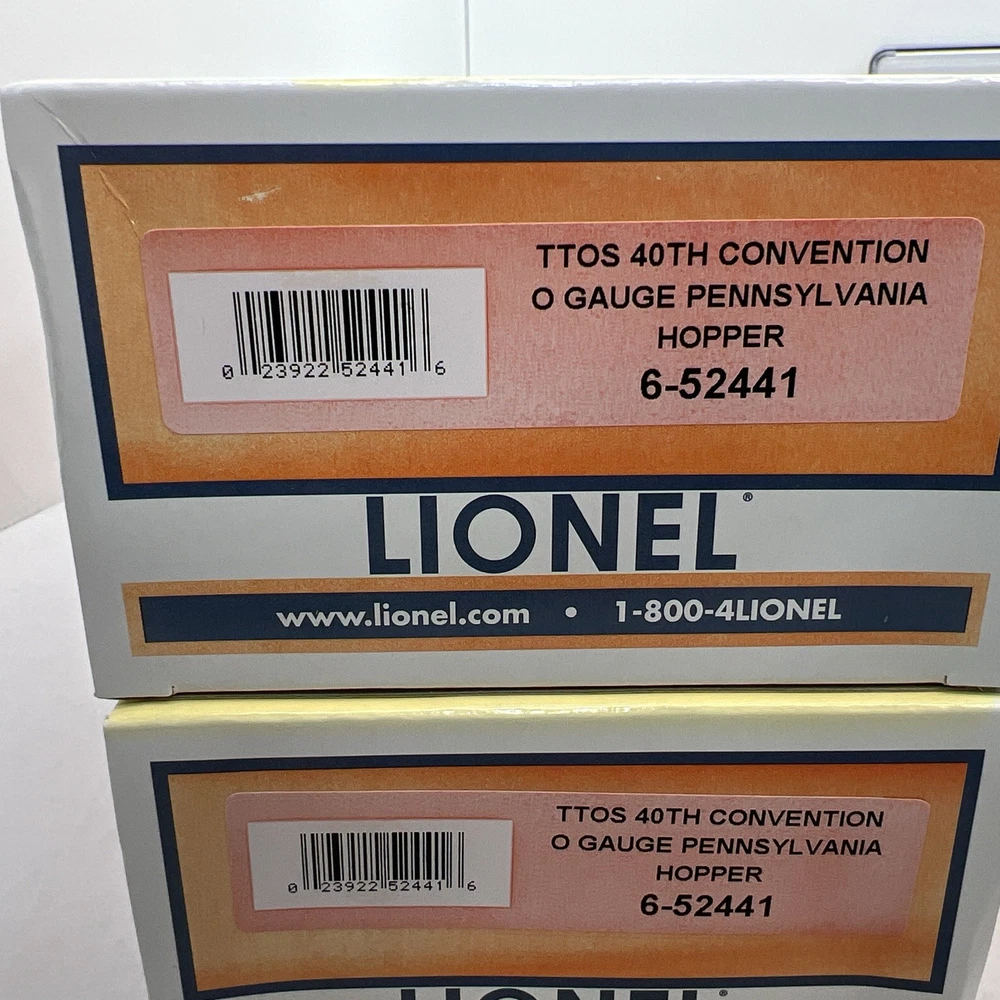 TTOS 40TH CONVENTION
O GAUGE PENNSYLVANIA
HOPPER
6-52441
0 23922 52441 6
LIONEL®
www.lionel.com • 1-800-4LIONEL
TTOS 40TH CONVENTION
O GAUGE PENNSYLVANIA
HOPPER
6-52441
0 23922 52441 6
LIONEL®